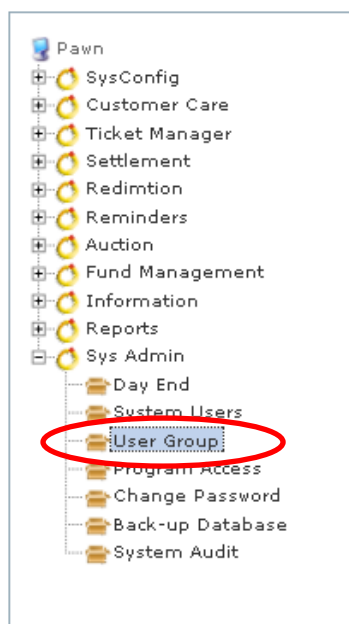 Pawn
SysConfig
Customer Care
Ticket Manager
Settlement
Redimtion
Reminders
Auction
Fund Management
Information
Reports
Sys Admin
Day End
System Users
User Group
Program Access
Change Password
Back-up Database
System Audit